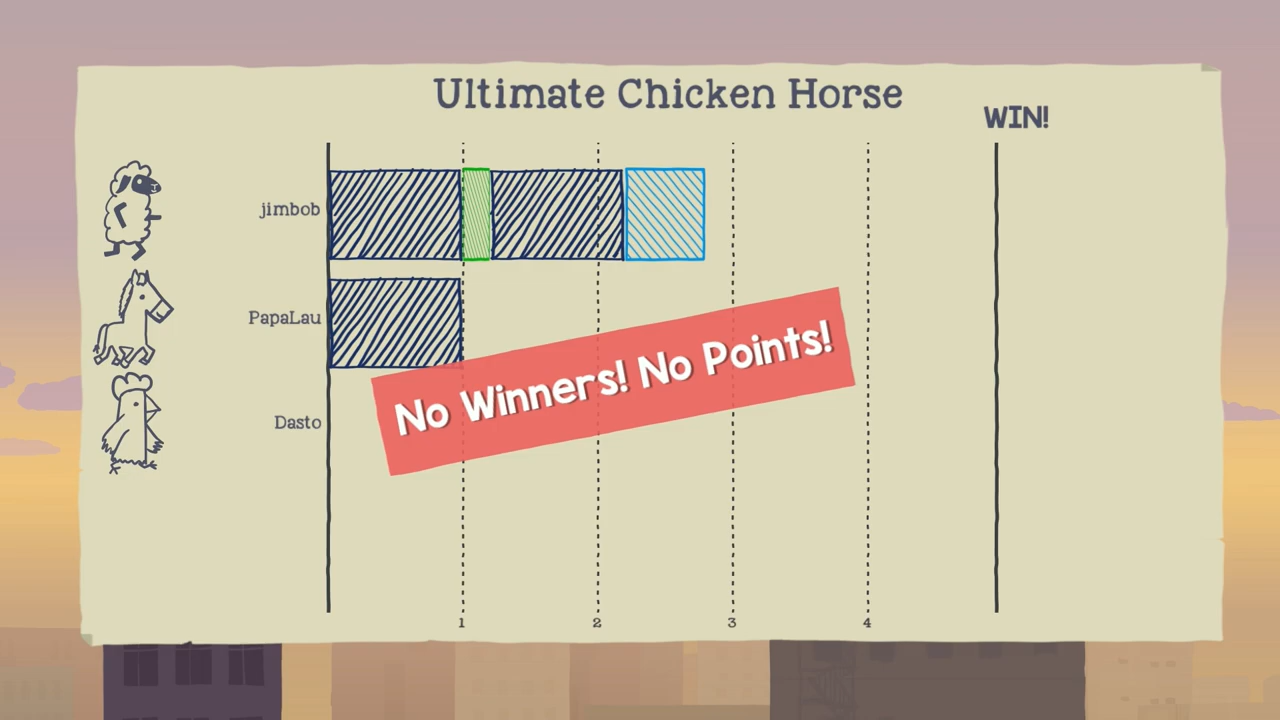 Ultimate Chicken Horse
WIN!
jimbob
PapaLau
No Winners! No Points!
Dasto
1 2 3 4